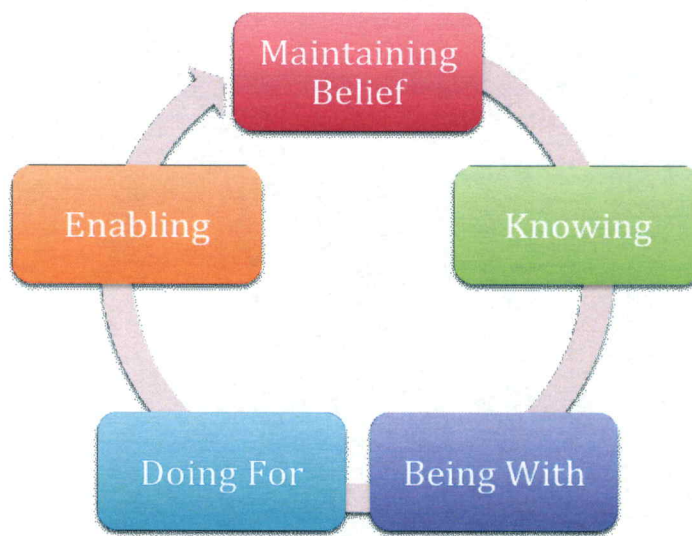 Maintaining
Belief
Knowing
Being With
Doing For
Enabling